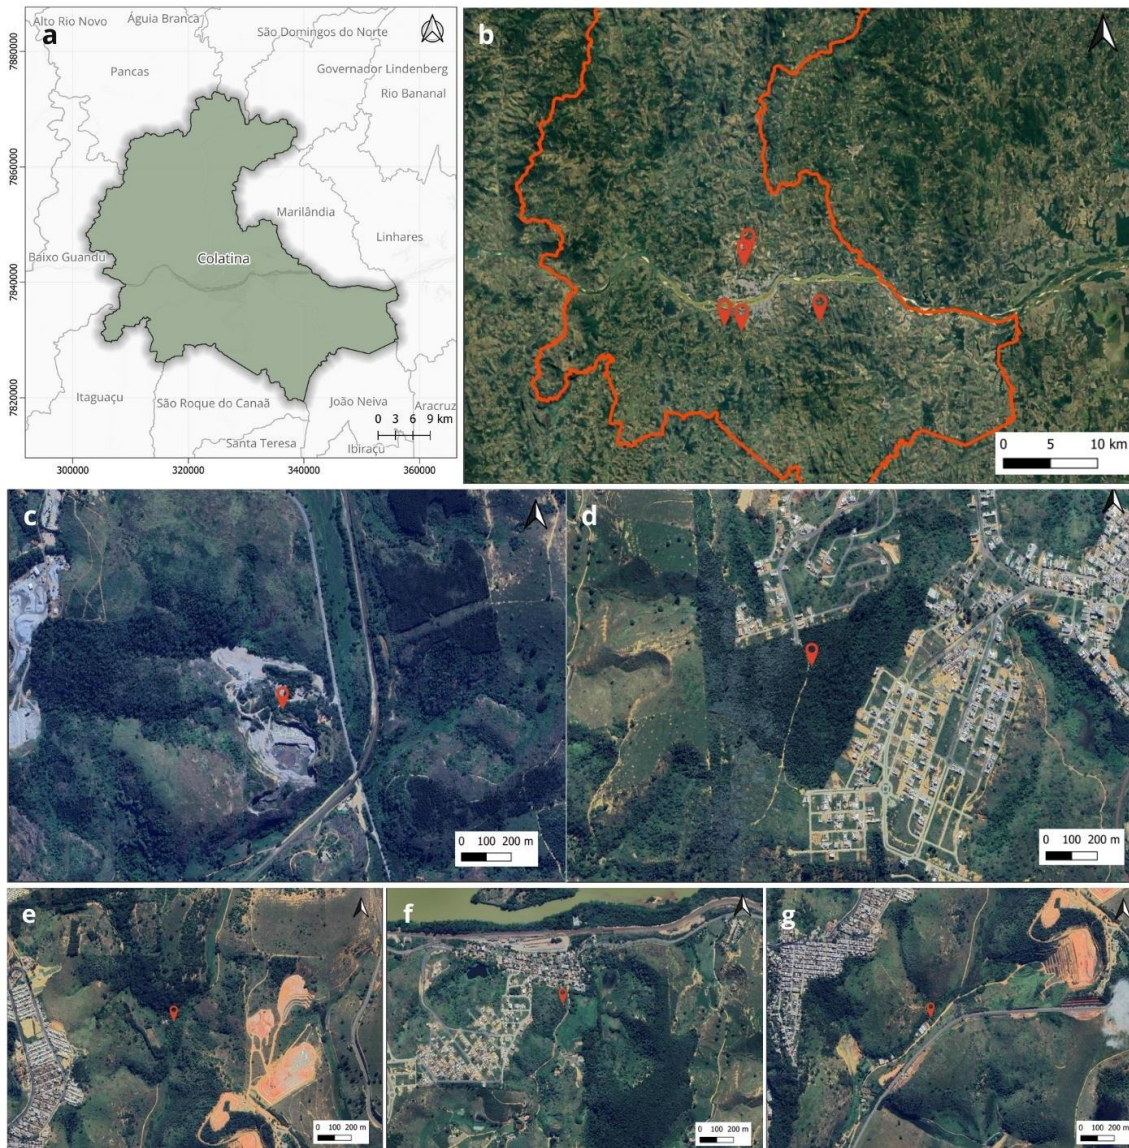 a
Alto Rio Novo
Águia Branca
São Domingos do Norte
Pancas
Governador Lindenberg
Rio Bananal
Marilândia
Linhares
Baixo Guandu
Colatina
Itaguaçu
São Roque do Canaã
João Neiva
Aracruz
Santa Teresa
Ibiraçu
0 3 6 9 km
7880000
7860000
7840000
7820000
300000 320000 340000 360000
b
0 5 10 km
c
0 100 200 m
d
0 100 200 m
e
0 100 200 m
f
0 100 200 m
g
0 100 200 m